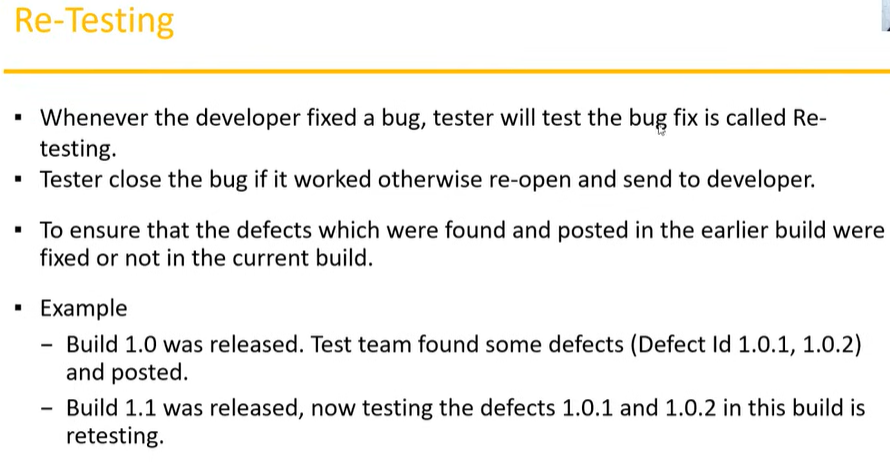 Re-Testing
▪ Whenever the developer fixed a bug, tester will test the bug fix is called Re-
testing.
▪ Tester close the bug if it worked otherwise re-open and send to developer.
▪ To ensure that the defects which were found and posted in the earlier build were
fixed or not in the current build.
▪ Example
– Build 1.0 was released. Test team found some defects (Defect Id 1.0.1, 1.0.2)
and posted.
– Build 1.1 was released, now testing the defects 1.0.1 and 1.0.2 in this build is
retesting.